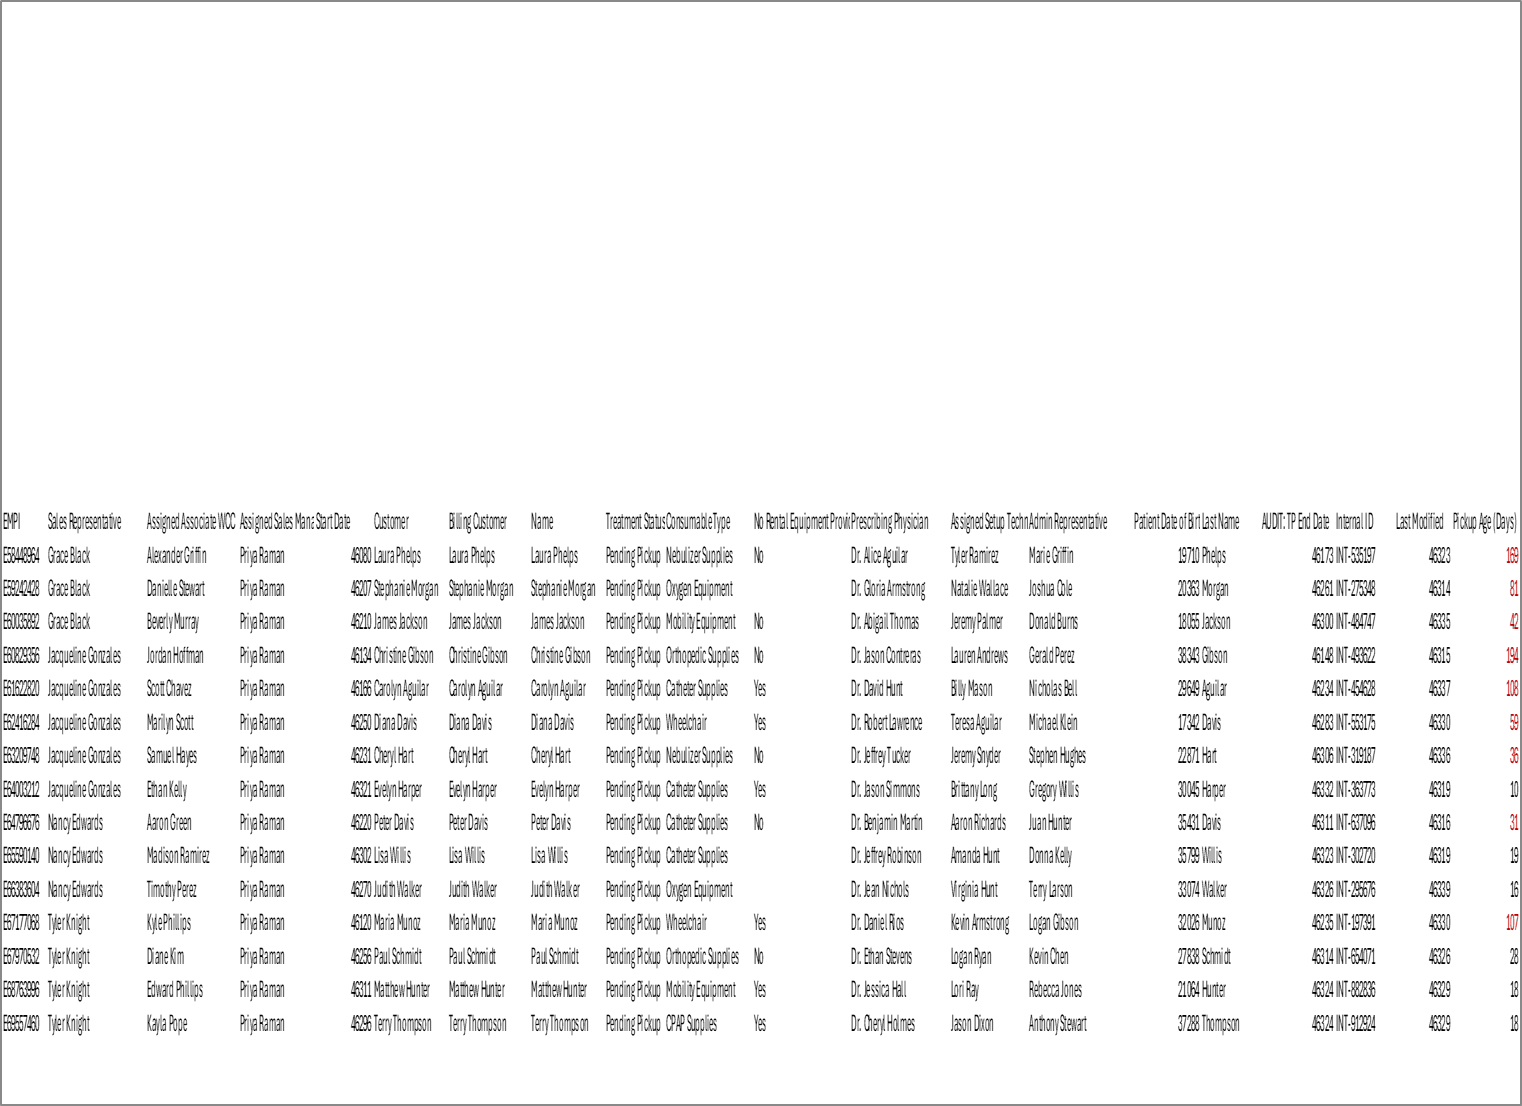 EMPI Sales Representative Assigned Associate WCC Assigned Sales Mana Start Date Customer Billing Customer Name Treatment Status Consumable Type No Rental Equipment Provi Prescribing Physician Assigned Setup Techn Admin Representative Patient Date of Birt Last Name AUDIT: TP End Date Internal ID Last Modified Pickup Age (Days)
E58448964 Grace Black Alexander Griffin Priya Raman 46080 Laura Phelps Laura Phelps Laura Phelps Pending Pickup Nebulizer Supplies No Dr. Alice Aguilar Tyler Ramirez Marie Griffin 19710 Phelps 46173 INT-535197 46323 169
E59242428 Grace Black Danielle Stewart Priya Raman 46207 Stephanie Morgan Stephanie Morgan Stephanie Morgan Pending Pickup Oxygen Equipment Dr. Gloria Armstrong Natalie Wallace Joshua Cole 20363 Morgan 46261 INT-275348 46314 81
E60035892 Grace Black Beverly Murray Priya Raman 46210 James Jackson James Jackson James Jackson Pending Pickup Mobility Equipment No Dr. Abigail Thomas Jeremy Palmer Donald Burns 18055 Jackson 46300 INT-484747 46335 42
E60829356 Jacqueline Gonzales Jordan Hoffman Priya Raman 46134 Christine Gibson Christine Gibson Christine Gibson Pending Pickup Orthopedic Supplies No Dr. Jason Contreras Lauren Andrews Gerald Perez 38343 Gibson 46148 INT-493622 46315 194
E61622820 Jacqueline Gonzales Scott Chavez Priya Raman 46166 Carolyn Aguilar Carolyn Aguilar Carolyn Aguilar Pending Pickup Catheter Supplies Yes Dr. David Hunt Billy Mason Nicholas Bell 29649 Aguilar 46234 INT-454628 46337 108
E62416284 Jacqueline Gonzales Marilyn Scott Priya Raman 46250 Diana Davis Diana Davis Diana Davis Pending Pickup Wheelchair Yes Dr. Robert Lawrence Teresa Aguilar Michael Klein 17342 Davis 46283 INT-553175 46330 59
E63209748 Jacqueline Gonzales Samuel Hayes Priya Raman 46231 Cheryl Hart Cheryl Hart Cheryl Hart Pending Pickup Nebulizer Supplies No Dr. Jeffrey Tucker Jeremy Snyder Stephen Hughes 22871 Hart 46306 INT-319187 46336 36
E64003212 Jacqueline Gonzales Ethan Kelly Priya Raman 46321 Evelyn Harper Evelyn Harper Evelyn Harper Pending Pickup Catheter Supplies Yes Dr. Jason Simmons Brittany Long Gregory Willis 30045 Harper 46332 INT-363773 46319 10
E64796676 Nancy Edwards Aaron Green Priya Raman 46220 Peter Davis Peter Davis Peter Davis Pending Pickup Catheter Supplies No Dr. Benjamin Martin Aaron Richards Juan Hunter 35431 Davis 46311 INT-637096 46316 31
E65590140 Nancy Edwards Madison Ramirez Priya Raman 46302 Lisa Willis Lisa Willis Lisa Willis Pending Pickup Catheter Supplies Dr. Jeffrey Robinson Amanda Hunt Donna Kelly 35799 Willis 46323 INT-302720 46319 19
E66383604 Nancy Edwards Timothy Perez Priya Raman 46270 Judith Walker Judith Walker Judith Walker Pending Pickup Oxygen Equipment Dr. Jean Nichols Virginia Hunt Terry Larson 33074 Walker 46326 INT-295676 46339 16
E67177068 Tyler Knight Kyle Phillips Priya Raman 46120 Maria Munoz Maria Munoz Maria Munoz Pending Pickup Wheelchair Yes Dr. Daniel Rios Kevin Armstrong Logan Gibson 32026 Munoz 46235 INT-197391 46330 107
E67970532 Tyler Knight Diane Kim Priya Raman 46256 Paul Schmidt Paul Schmidt Paul Schmidt Pending Pickup Orthopedic Supplies No Dr. Ethan Stevens Logan Ryan Kevin Chen 27838 Schmidt 46314 INT-654071 46326 28
E68763996 Tyler Knight Edward Phillips Priya Raman 46311 Matthew Hunter Matthew Hunter Matthew Hunter Pending Pickup Mobility Equipment Yes Dr. Jessica Hall Lori Ray Rebecca Jones 21064 Hunter 46324 INT-882836 46329 18
E69557460 Tyler Knight Kayla Pope Priya Raman 46296 Terry Thompson Terry Thompson Terry Thompson Pending Pickup CPAP Supplies Yes Dr. Cheryl Holmes Jason Dixon Anthony Stewart 37288 Thompson 46324 INT-912924 46329 18